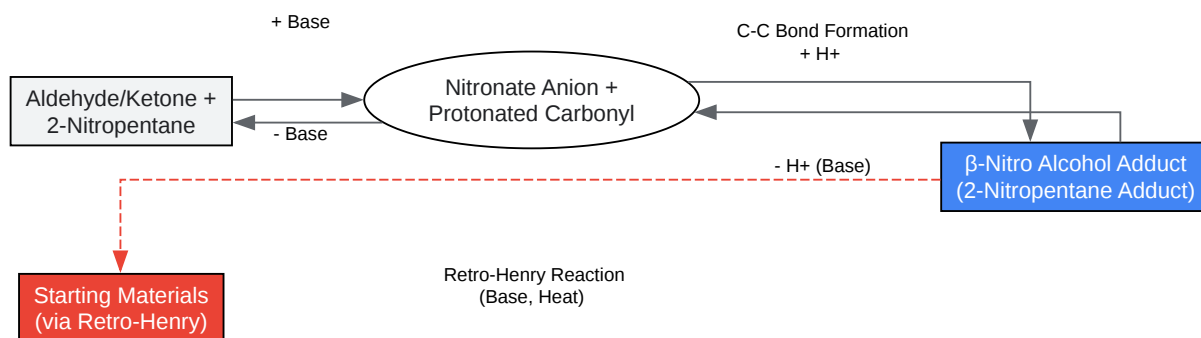 + Base
C-C Bond Formation
+ H+
Aldehyde/Ketone +
2-Nitropentane
Nitronate Anion +
Protonated Carbonyl
- Base
- H+ (Base)
β-Nitro Alcohol Adduct
(2-Nitropentane Adduct)
Starting Materials
(via Retro-Henry)
Retro-Henry Reaction
(Base, Heat)